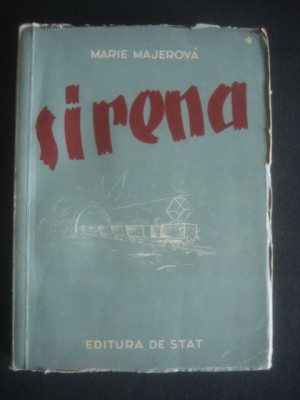 MARIE MAJEROVÁ
sirena
EDITURA DE STAT